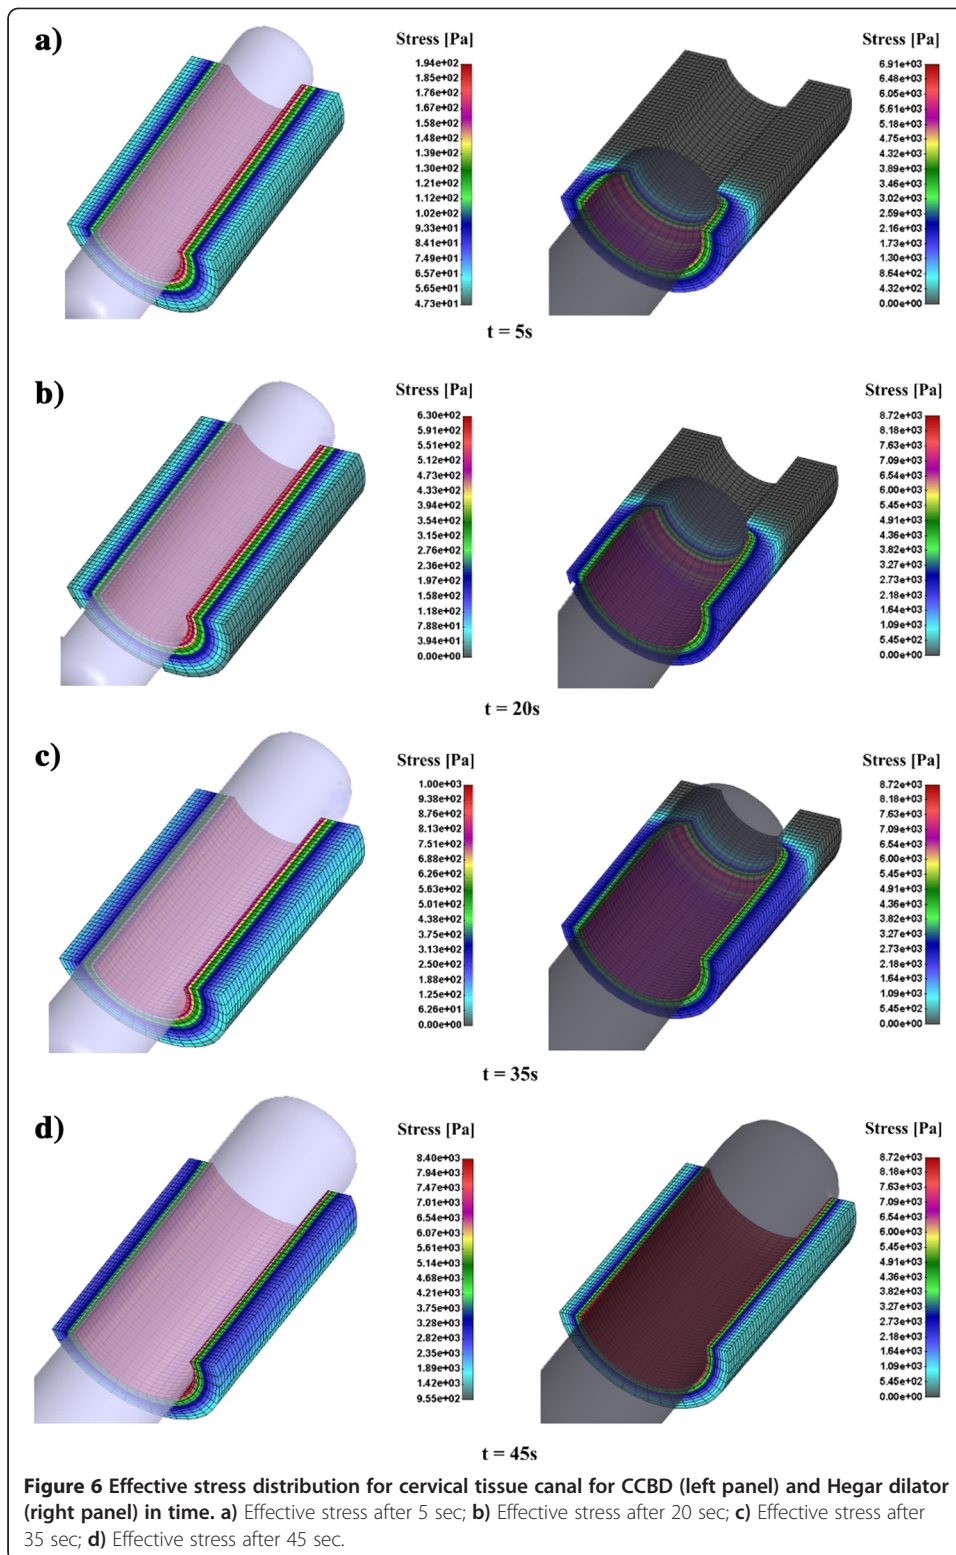 a)
Stress [Pa]
1.94e+02
1.85e+02
1.76e+02
1.67e+02
1.58e+02
1.48e+02
1.39e+02
1.30e+02
1.21e+02
1.12e+02
1.02e+02
9.33e+01
8.41e+01
7.49e+01
6.57e+01
5.65e+01
4.73e+01
Stress [Pa]
6.91e+03
6.48e+03
6.05e+03
5.61e+03
5.18e+03
4.75e+03
4.32e+03
3.89e+03
3.46e+03
3.02e+03
2.59e+03
2.16e+03
1.73e+03
1.30e+03
8.64e+02
4.32e+02
0.00e+00
t = 5s
b)
Stress [Pa]
6.30e+02
5.91e+02
5.51e+02
5.12e+02
4.73e+02
4.33e+02
3.94e+02
3.54e+02
3.15e+02
2.76e+02
2.36e+02
1.97e+02
1.58e+02
1.18e+02
7.88e+01
3.94e+01
0.00e+00
Stress [Pa]
8.72e+03
8.18e+03
7.63e+03
7.09e+03
6.54e+03
6.00e+03
5.45e+03
4.91e+03
4.36e+03
3.82e+03
3.27e+03
2.73e+03
2.18e+03
1.64e+03
1.09e+03
5.45e+02
0.00e+00
t = 20s
c)
Stress [Pa]
1.00e+03
9.38e+02
8.76e+02
8.13e+02
7.51e+02
6.88e+02
6.26e+02
5.63e+02
5.01e+02
4.38e+02
3.75e+02
3.13e+02
2.50e+02
1.88e+02
1.25e+02
6.26e+01
0.00e+00
Stress [Pa]
8.72e+03
8.18e+03
7.63e+03
7.09e+03
6.54e+03
6.00e+03
5.45e+03
4.91e+03
4.36e+03
3.82e+03
3.27e+03
2.73e+03
2.18e+03
1.64e+03
1.09e+03
5.45e+02
0.00e+00
t = 35s
d)
Stress [Pa]
8.40e+03
7.94e+03
7.47e+03
7.01e+03
6.54e+03
6.07e+03
5.61e+03
5.14e+03
4.68e+03
4.21e+03
3.75e+03
3.28e+03
2.82e+03
2.35e+03
1.89e+03
1.42e+03
9.55e+02
Stress [Pa]
8.72e+03
8.18e+03
7.63e+03
7.09e+03
6.54e+03
6.00e+03
5.45e+03
4.91e+03
4.36e+03
3.82e+03
3.27e+03
2.73e+03
2.18e+03
1.64e+03
1.09e+03
5.45e+02
0.00e+00
t = 45s
Figure 6 Effective stress distribution for cervical tissue canal for CCBD (left panel) and Hegar dilator
(right panel) in time. a) Effective stress after 5 sec; b) Effective stress after 20 sec; c) Effective stress after
35 sec; d) Effective stress after 45 sec.